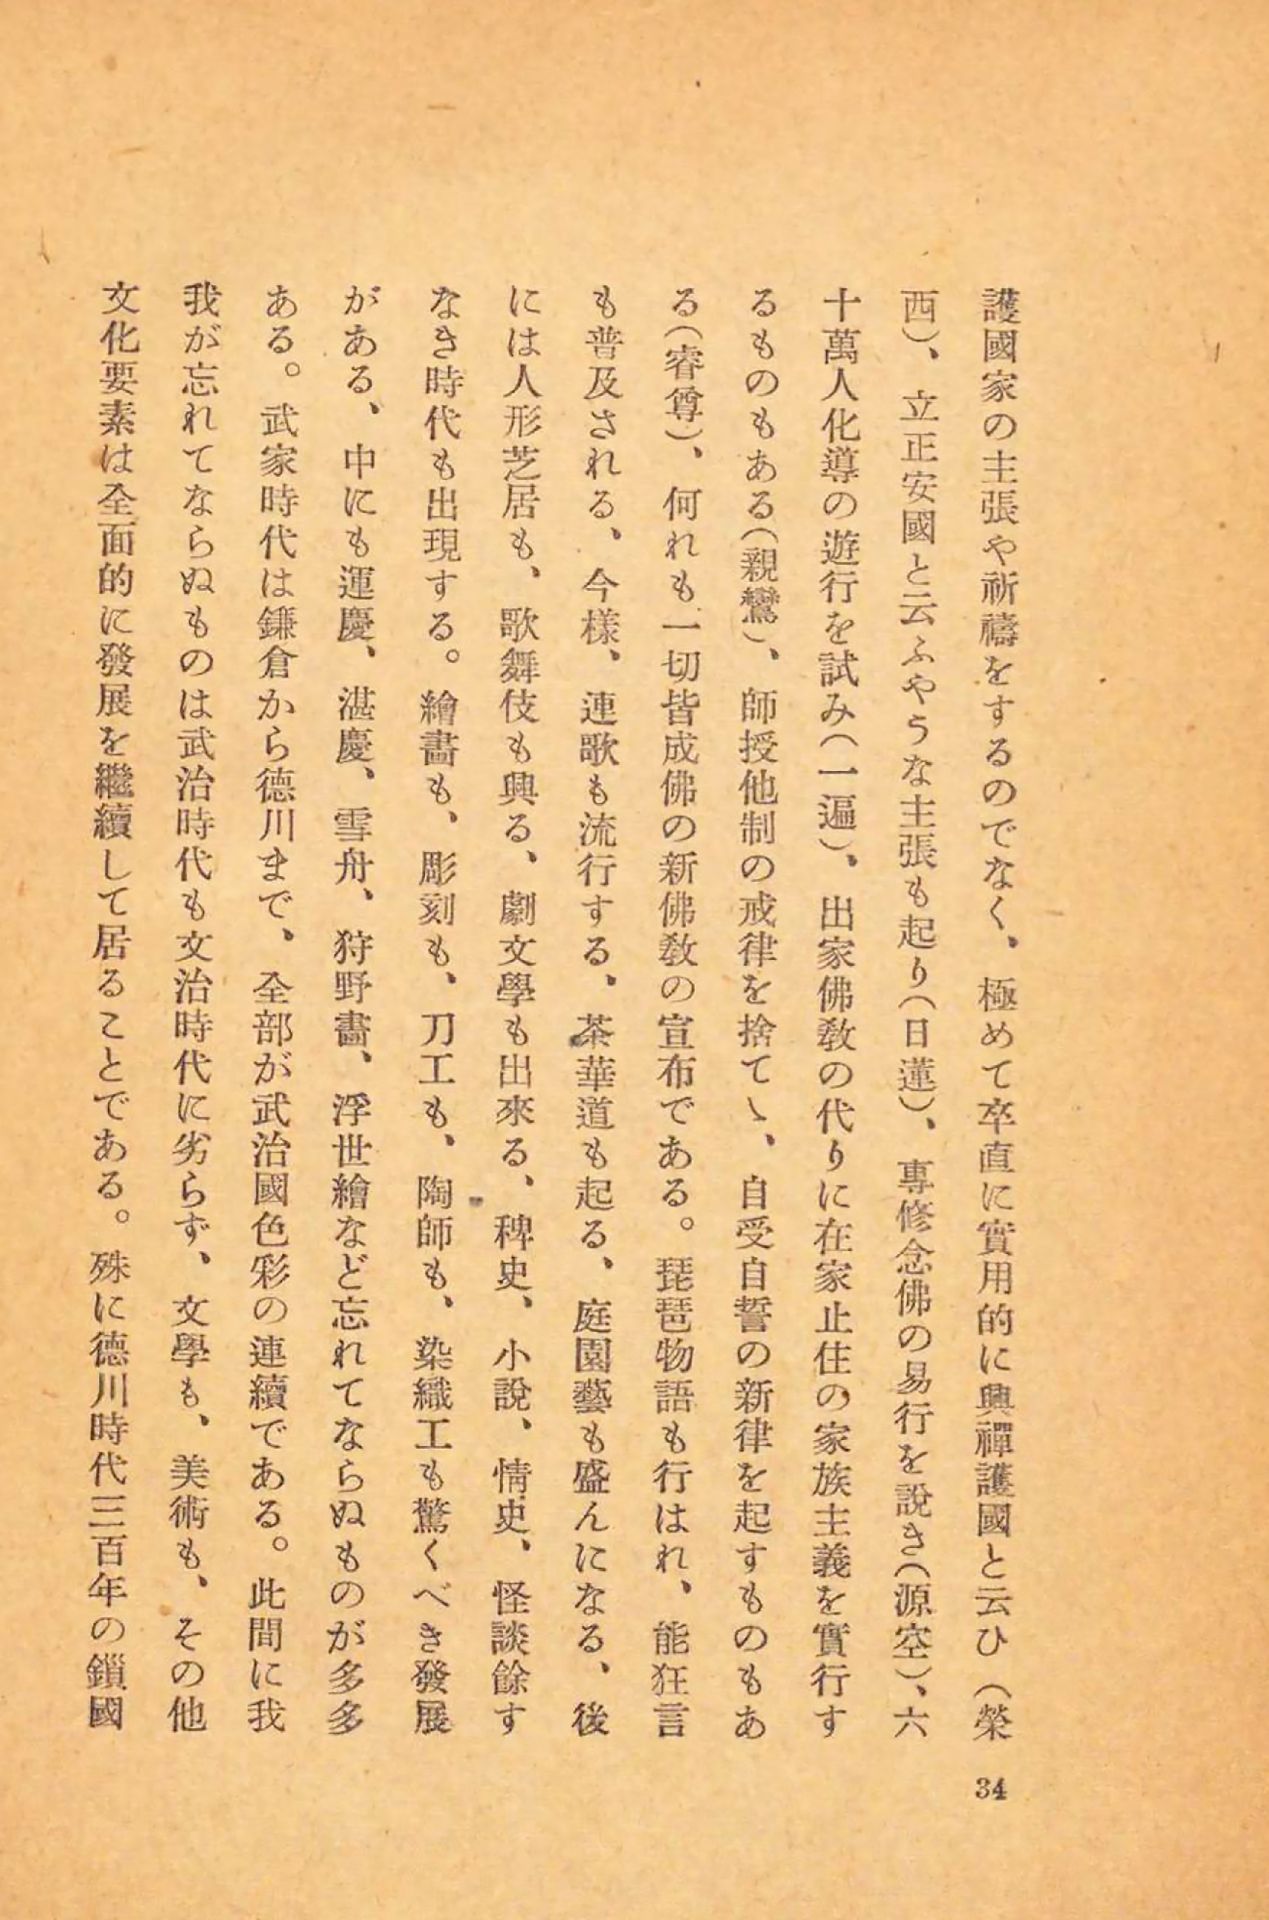 護國家の主張や祈禱をするのでなく、極めて卒直に實用的に興禪護國と云ひ（榮
西）、立正安國と云ふやうな主張も起り（日蓮）、專修念佛の易行を說き（源空）、六
十萬人化導の遊行を試み（一遍）、出家佛敎の代りに在家止住の家族主義を實行す
るものもある（親鸞）、師授他制の戒律を捨てゝ、自受自誓の新律を起すものもあ
る（睿尊）、何れも一切皆成佛の新佛敎の宣布である。琵琶物語も行はれ、能狂言
も普及される、今樣、連歌も流行する、茶華道も起る、庭園藝も盛んになる、後
には人形芝居も、歌舞伎も興る、劇文學も出來る、稗史、小說、情史、怪談餘す
なき時代も出現する。繪畵も、彫刻も、刀工も、陶師も、染織工も驚くべき發展
がある、中にも運慶、湛慶、雪舟、狩野畵、浮世繪など忘れてならぬものが多多
ある。武家時代は鎌倉から德川まで、全部が武治國色彩の連續である。此間に我
我が忘れてならぬものは武治時代も文治時代に劣らず、文學も、美術も、その他
文化要素は全面的に發展を繼續して居ることである。殊に德川時代三百年の鎖國
34